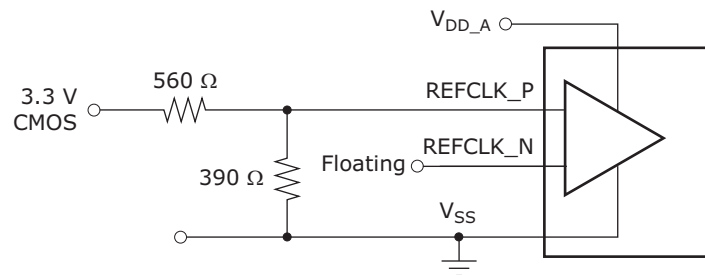 V_DD_A
560 Ω
3.3 V
CMOS
REFCLK_P
390 Ω
Floating
REFCLK_N
V_SS